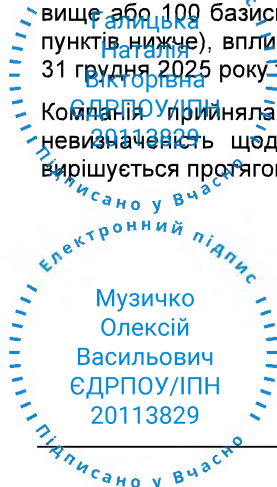 вище або 100 базис
пунктів нижче), впли
31 грудня 2025 року
Компанія прийняла
невизначеність щод
вирішується протяго
Галицька
Наталія
Вікторівна
ЄДРПОУ/ІПН
20113829
Підписано у Вчасно
Електронний підпис
Музичко
Олексій
Васильович
ЄДРПОУ/ІПН
20113829
Підписано у Вчасно